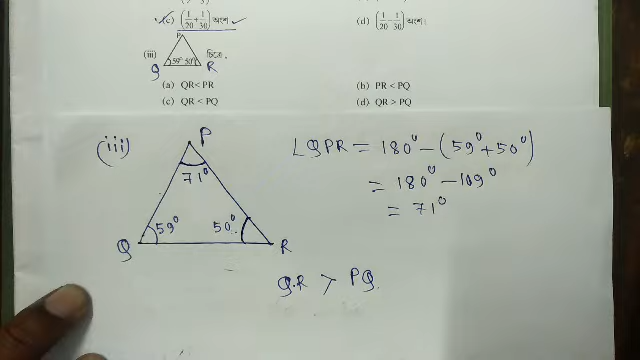 (c) (1/20 + 1/30) অংশ
(d) (1/20 - 1/30) অংশ।
(iii) P Q R 59° 50° চিত্রে,
(a) QR< PR
(b) PR < PQ
(c) QR < PQ
(d) QR > PQ
(iii) P
71°
59° 50°
Q R
∠QPR = 180° – (59° + 50°)
= 180° – 109°
= 71°
QR > PQ.